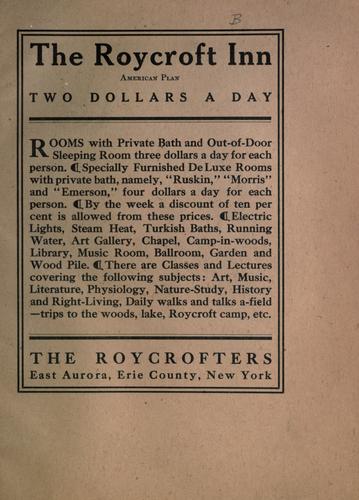 B
The Roycroft Inn
American Plan
TWO DOLLARS A DAY
ROOMS with Private Bath and Out-of-Door
Sleeping Room three dollars a day for each
person. ¶ Specially Furnished De Luxe Rooms
with private bath, namely, "Ruskin," "Morris"
and "Emerson," four dollars a day for each
person. ¶ By the week a discount of ten per
cent is allowed from these prices. ¶ Electric
Lights, Steam Heat, Turkish Baths, Running
Water, Art Gallery, Chapel, Camp-in-woods,
Library, Music Room, Ballroom, Garden and
Wood Pile. ¶ There are Classes and Lectures
covering the following subjects: Art, Music,
Literature, Physiology, Nature-Study, History
and Right-Living, Daily walks and talks a-field
—trips to the woods, lake, Roycroft camp, etc.
THE ROYCROFTERS
East Aurora, Erie County, New York